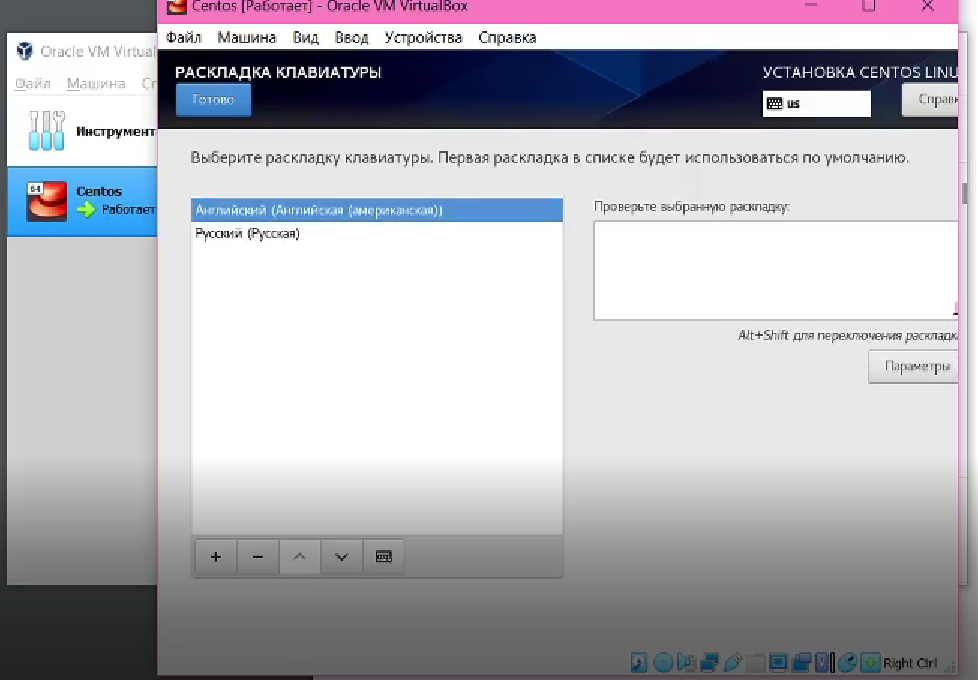 Centos [Работает] - Oracle VM VirtualBox
Файл Машина Вид Ввод Устройства Справка
Oracle VM Virtua
Файл Машина
Инструмент
64
Centos
Работает
РАСКЛАДКА КЛАВИАТУРЫ
Готово
УСТАНОВКА CENTOS LINU
us
Справк
Выберите раскладку клавиатуры. Первая раскладка в списке будет использоваться по умолчанию.
Английский (Английская (американская))
Русский (Русская)
Проверьте выбранную раскладку:
Alt+Shift для переключения раскладк
Параметры
Right Ctrl